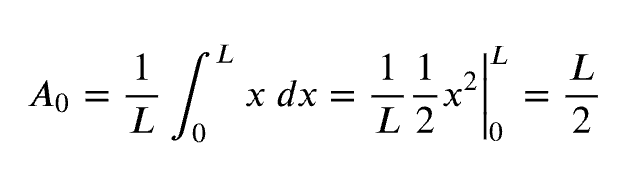 $A_0 = \frac{1}{L} \int_0^L x \, dx = \frac{1}{L} \frac{1}{2} x^2 \Big|_0^L = \frac{L}{2}$